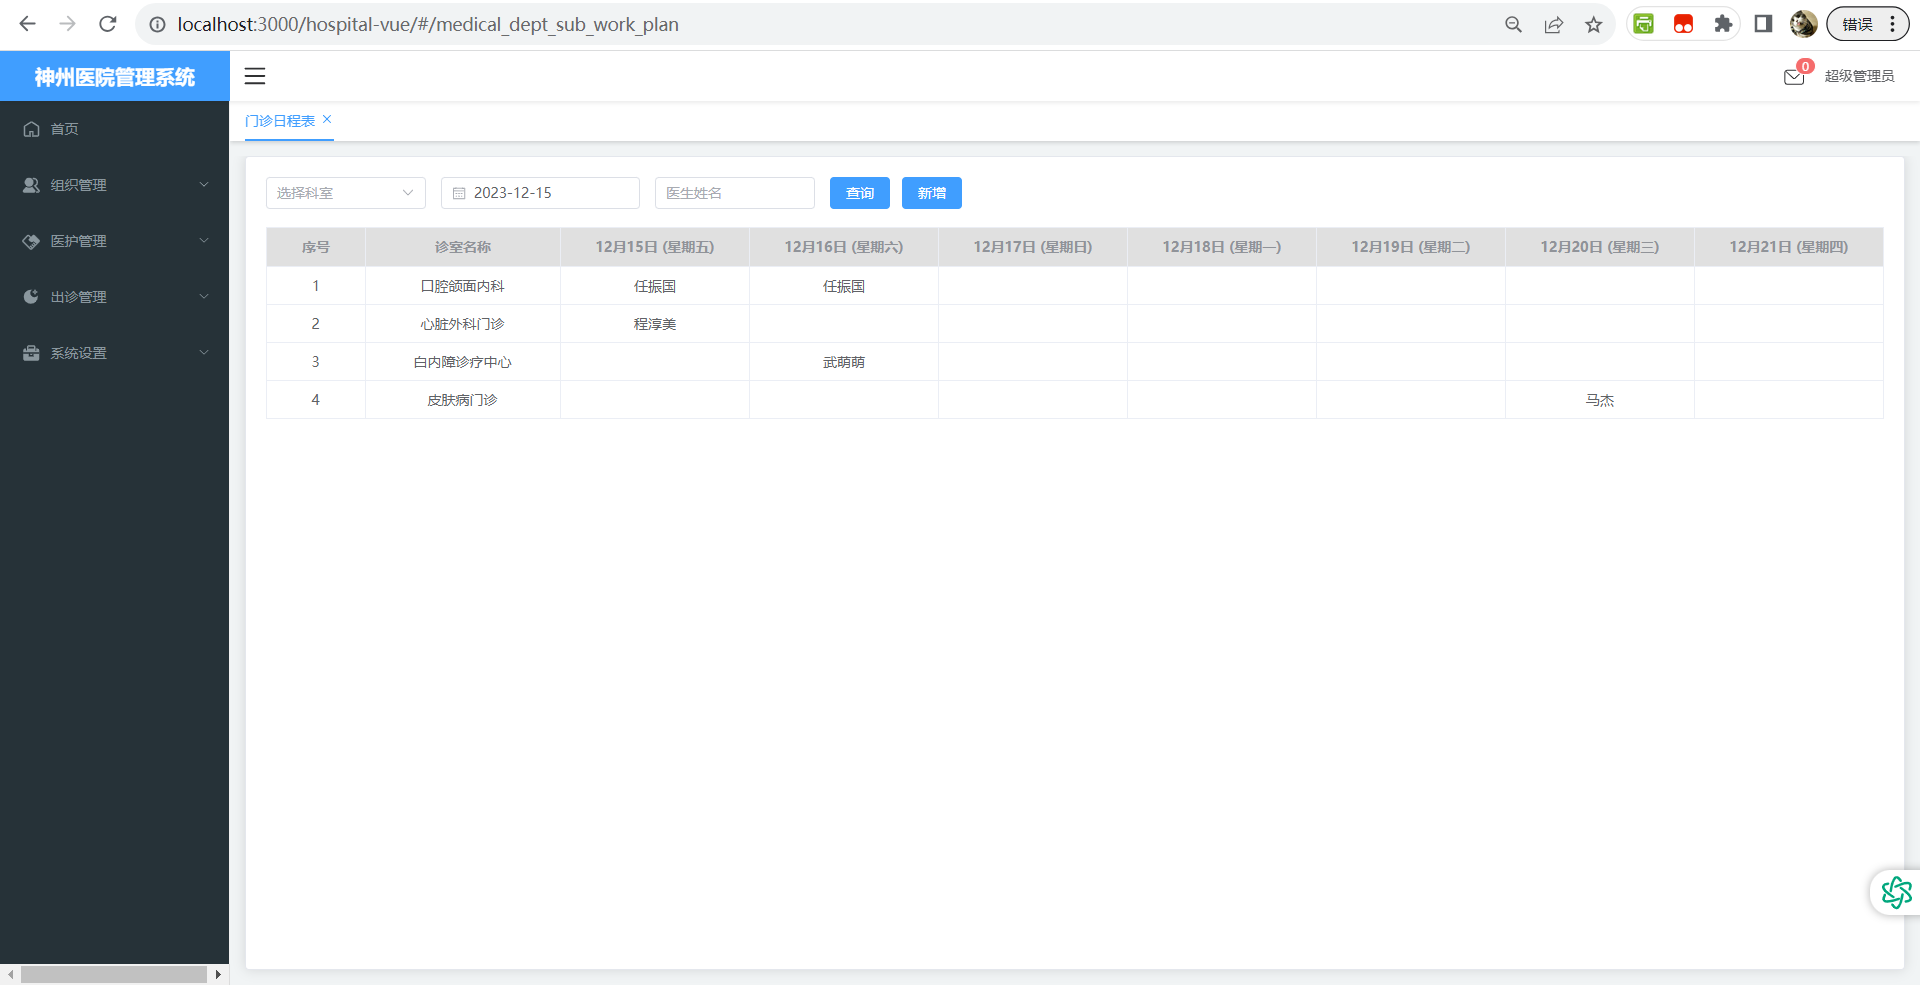 localhost:3000/hospital-vue/#/medical_dept_sub_work_plan
错误
神州医院管理系统
0
超级管理员
首页
组织管理
医护管理
出诊管理
系统设置
门诊日程表
选择科室
2023-12-15
医生姓名
查询
新增
序号 诊室名称 12月15日 (星期五) 12月16日 (星期六) 12月17日 (星期日) 12月18日 (星期一) 12月19日 (星期二) 12月20日 (星期三) 12月21日 (星期四)
1 口腔颌面内科 任振国 任振国
2 心脏外科门诊 程淳美
3 白内障诊疗中心 武萌萌
4 皮肤病门诊 马杰